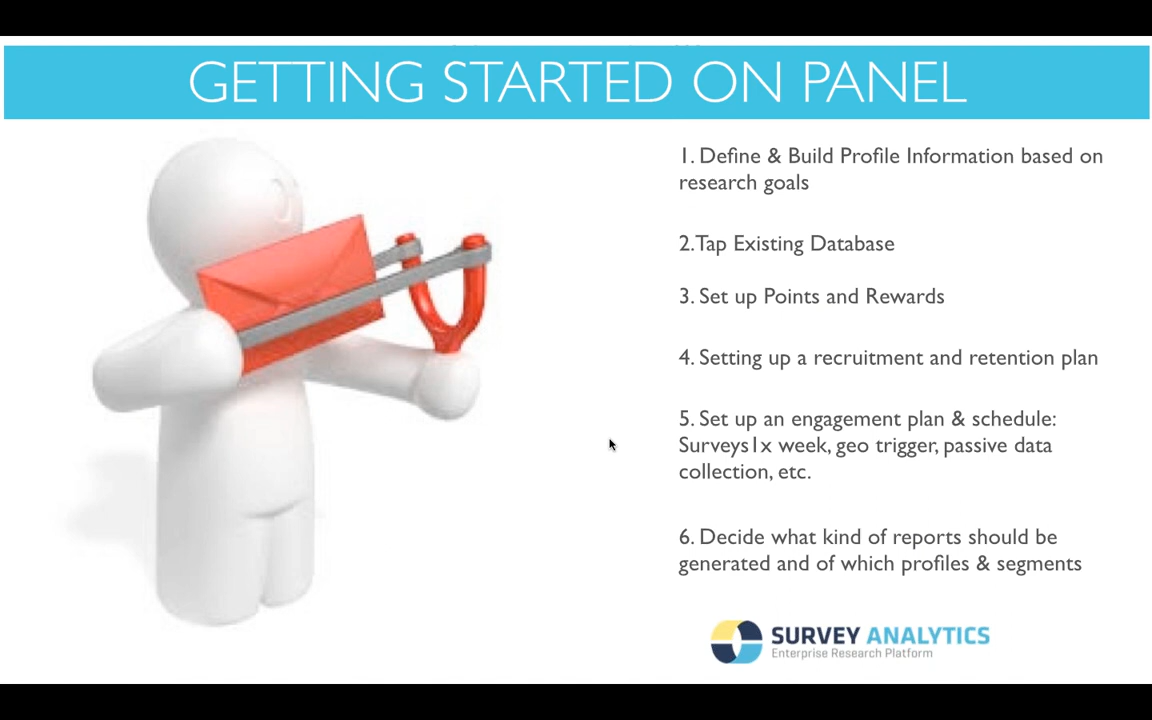 GETTING STARTED ON PANEL
1. Define & Build Profile Information based on
research goals
2.Tap Existing Database
3. Set up Points and Rewards
4. Setting up a recruitment and retention plan
5. Set up an engagement plan & schedule:
Surveys1x week, geo trigger, passive data
collection, etc.
6. Decide what kind of reports should be
generated and of which profiles & segments
SURVEY ANALYTICS
Enterprise Research Platform